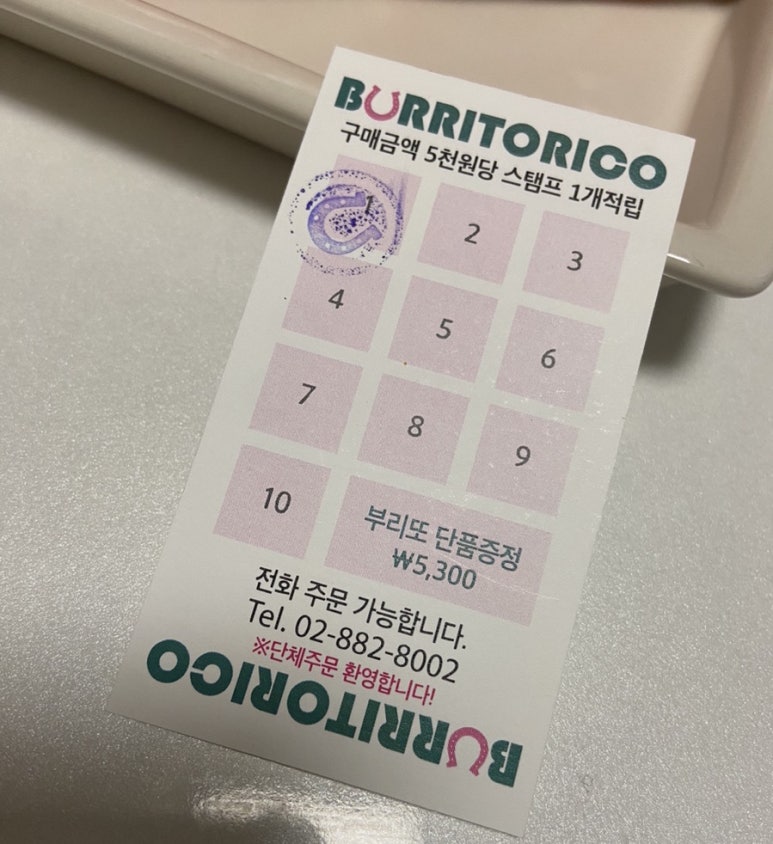 BURRITORICO
구매금액 5천원당 스탬프 1개적립
1 2 3
4 5 6
7 8 9
10 부리또 단품증정
₩5,300
전화 주문 가능합니다.
Tel. 02-882-8002
※단체주문 환영합니다!
BURRITORICO